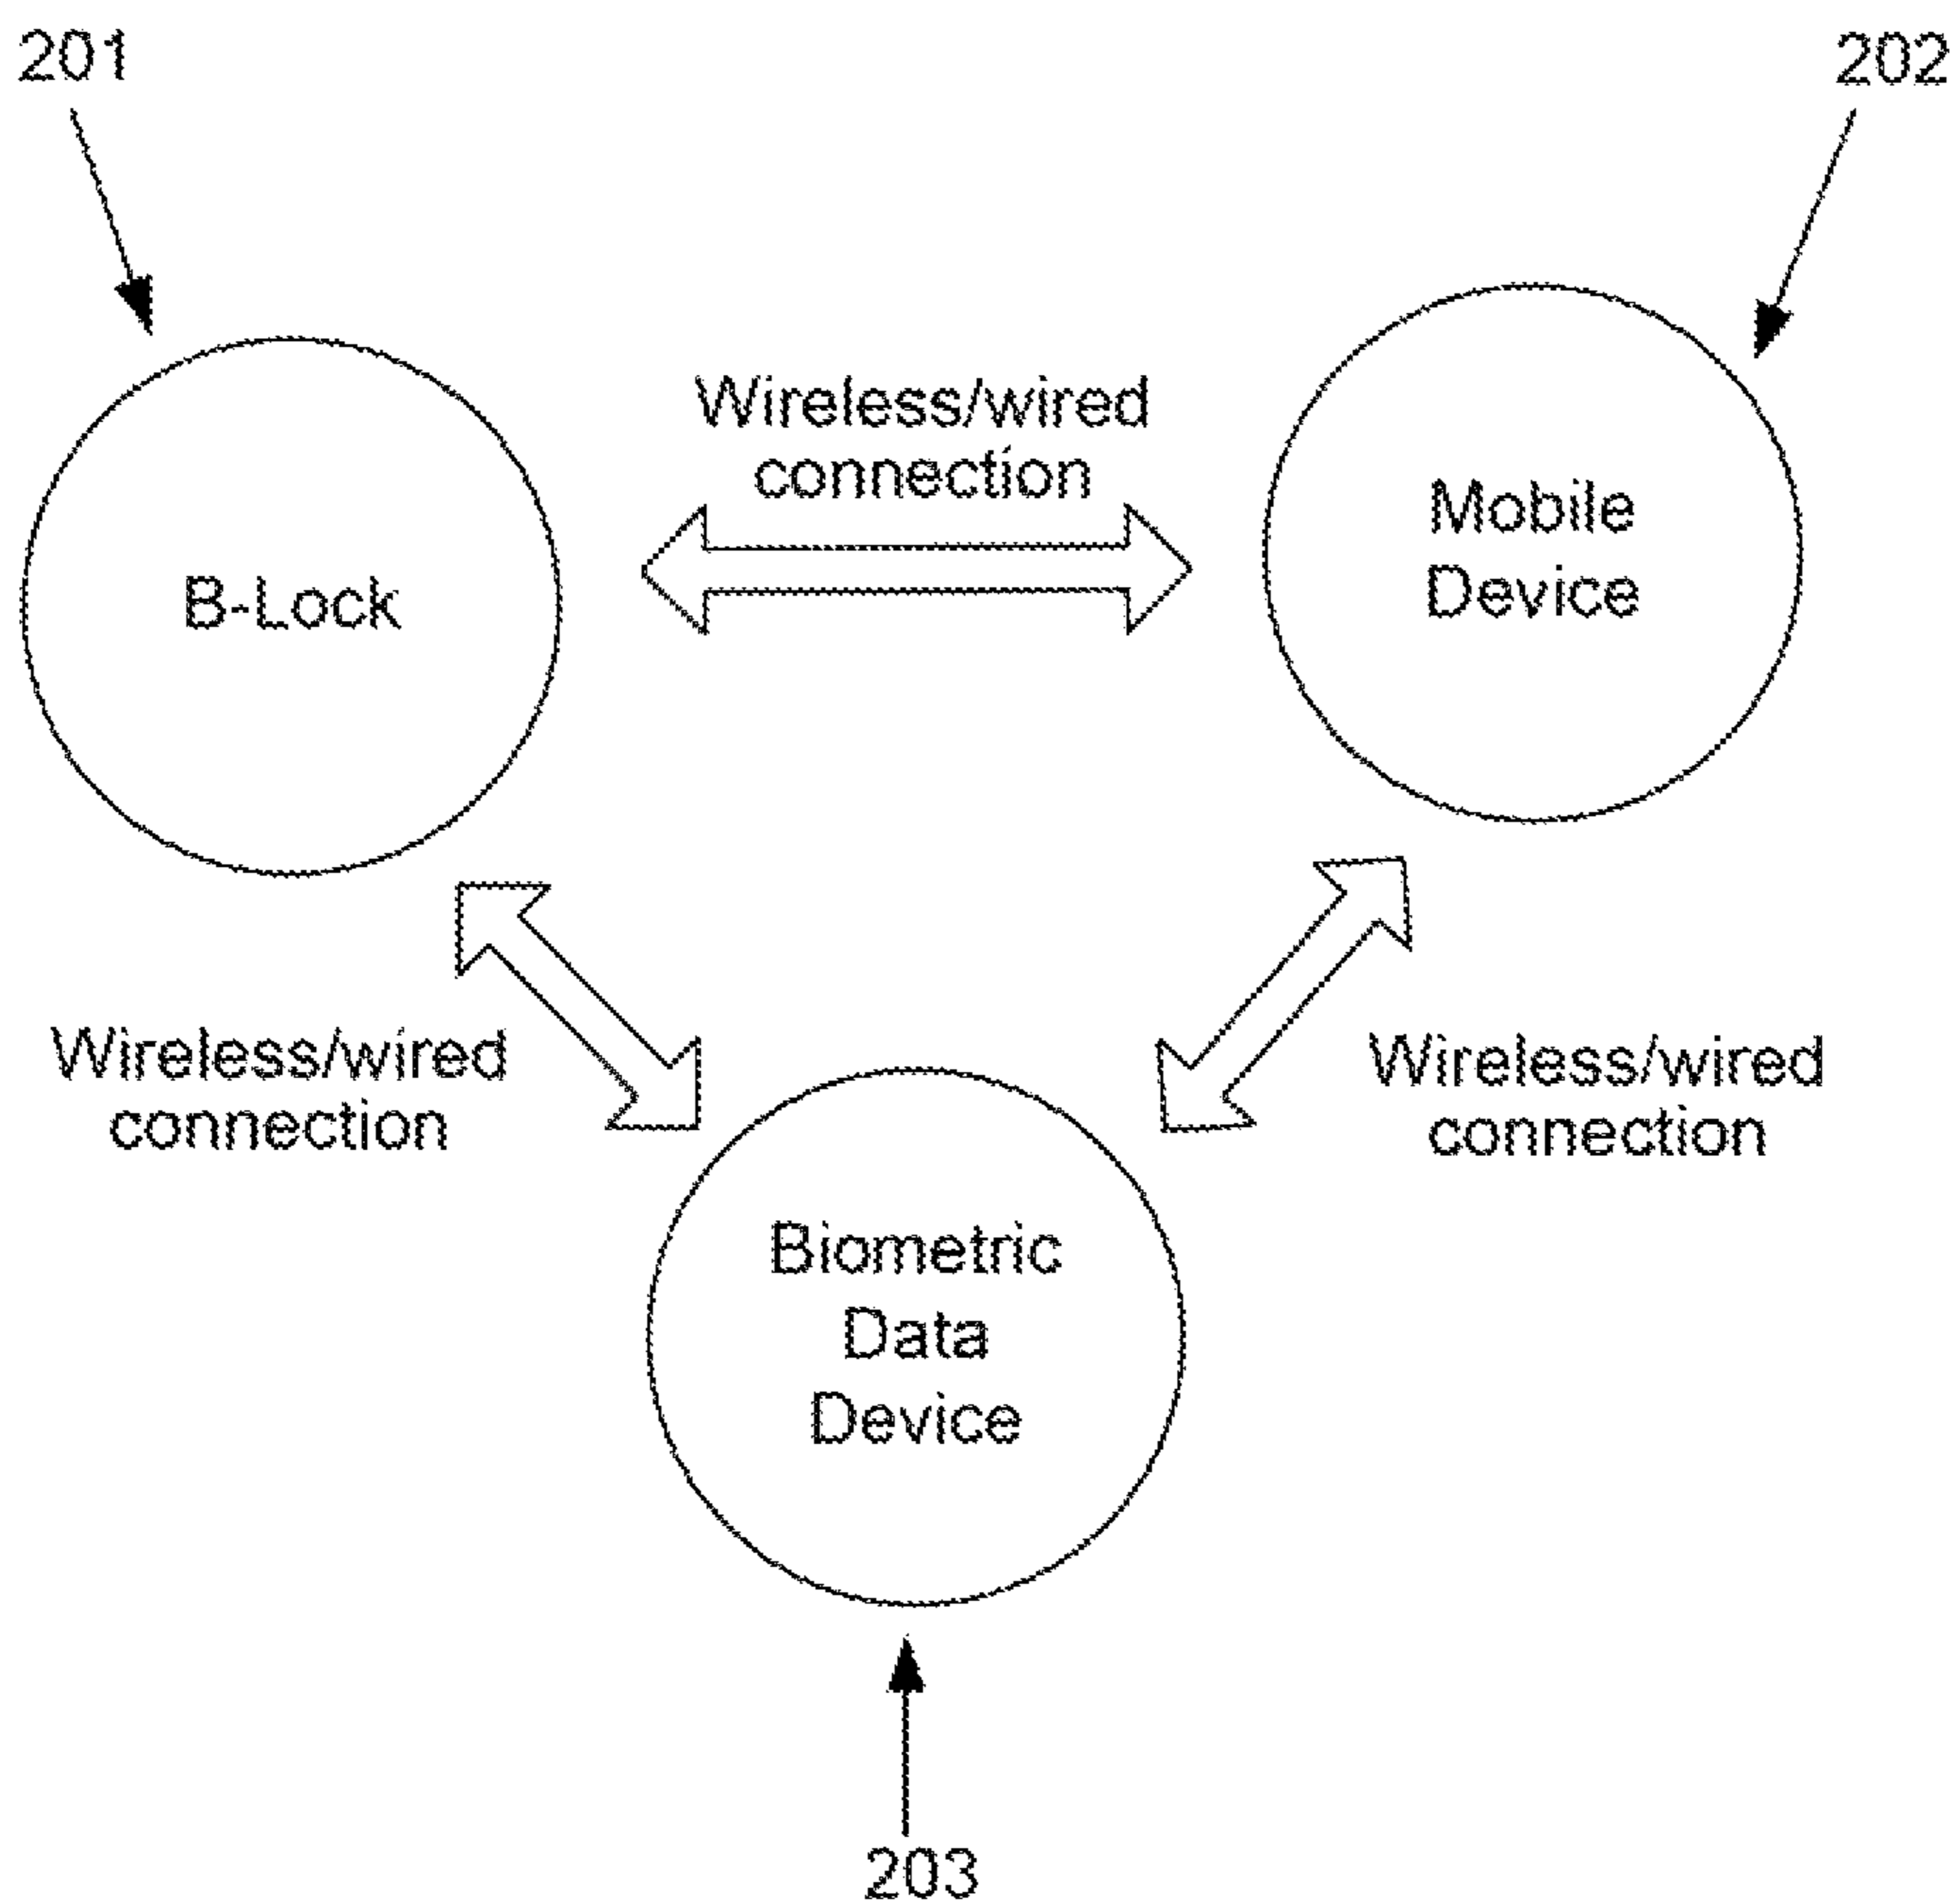 201
202
Wireless/wired
connection
B-Lock
Mobile
Device
Wireless/wired
connection
Wireless/wired
connection
Biometric
Data
Device
203